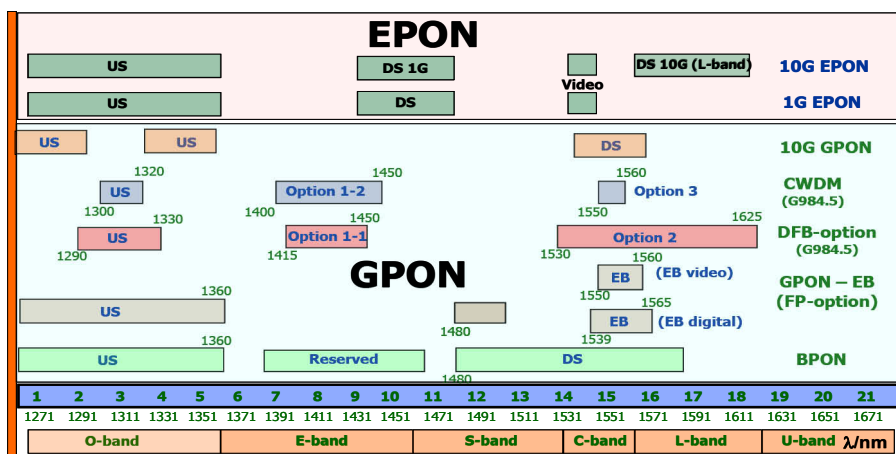 EPON
US DS 1G DS 10G (L-band) 10G EPON
Video
US DS 1G EPON
US US DS 10G GPON
1320 1450 1560 CWDM
US Option 1-2 Option 3 (G984.5)
1300 1400 1550
1330 1450 1625 DFB-option
US Option 1-1 Option 2 (G984.5)
1290 1415 1530
GPON
1560
EB (EB video) GPON – EB
1550 (FP-option)
1360 1565
US EB (EB digital)
1480 1539
1360
US Reserved DS BPON
1480
1 2 3 4 5 6 7 8 9 10 11 12 13 14 15 16 17 18 19 20 21
1271 1291 1311 1331 1351 1371 1391 1411 1431 1451 1471 1491 1511 1531 1551 1571 1591 1611 1631 1651 1671
O-band E-band S-band C-band L-band U-band λ/nm